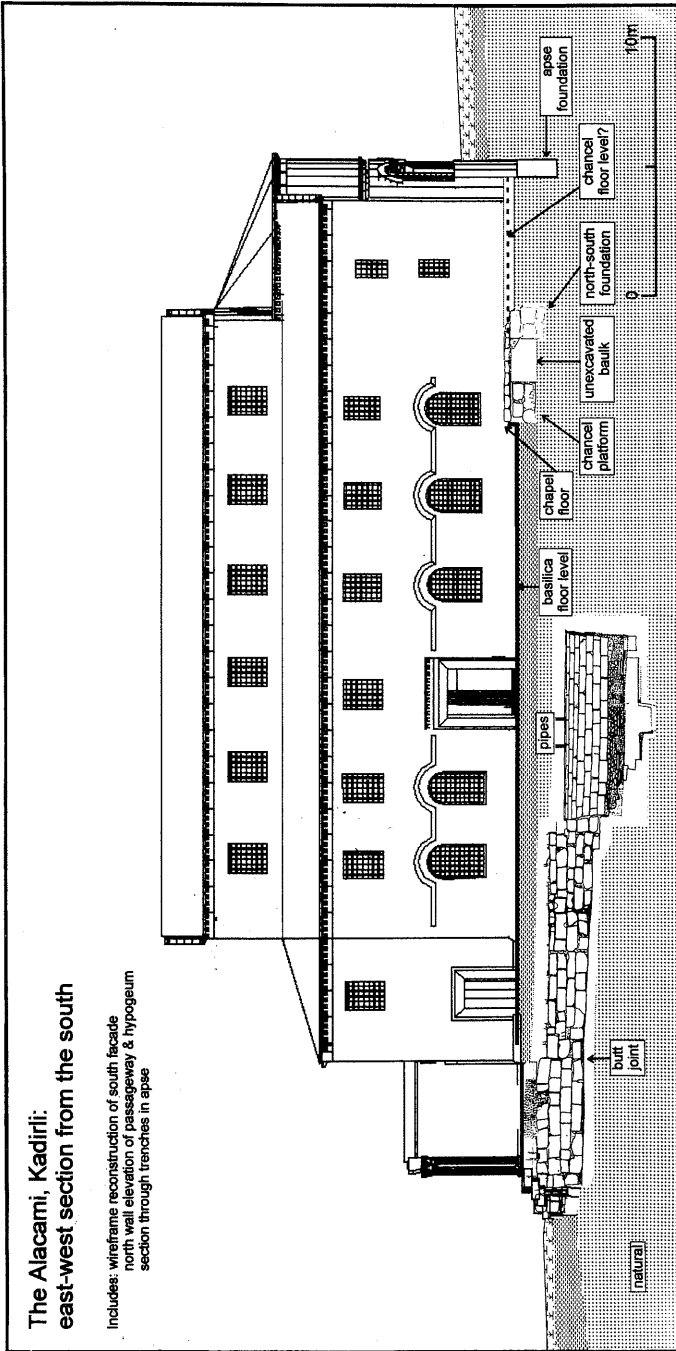 The Alacami, Kadirli:
east-west section from the south
Includes: wireframe reconstruction of south facade
north wall elevation of passageway & hypogeum
section through trenches in apse
natural
butt
joint
pipes
basilica
floor level
chapel
floor
chancel
platform
unexcavated
baulk
north-south
foundation
chancel
floor level?
apse
foundation
0
10m